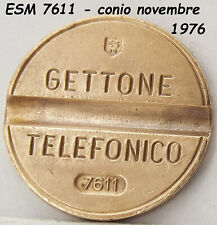 ESM 7611 - conio novembre
1976
GETTONE
TELEFONICO
7611